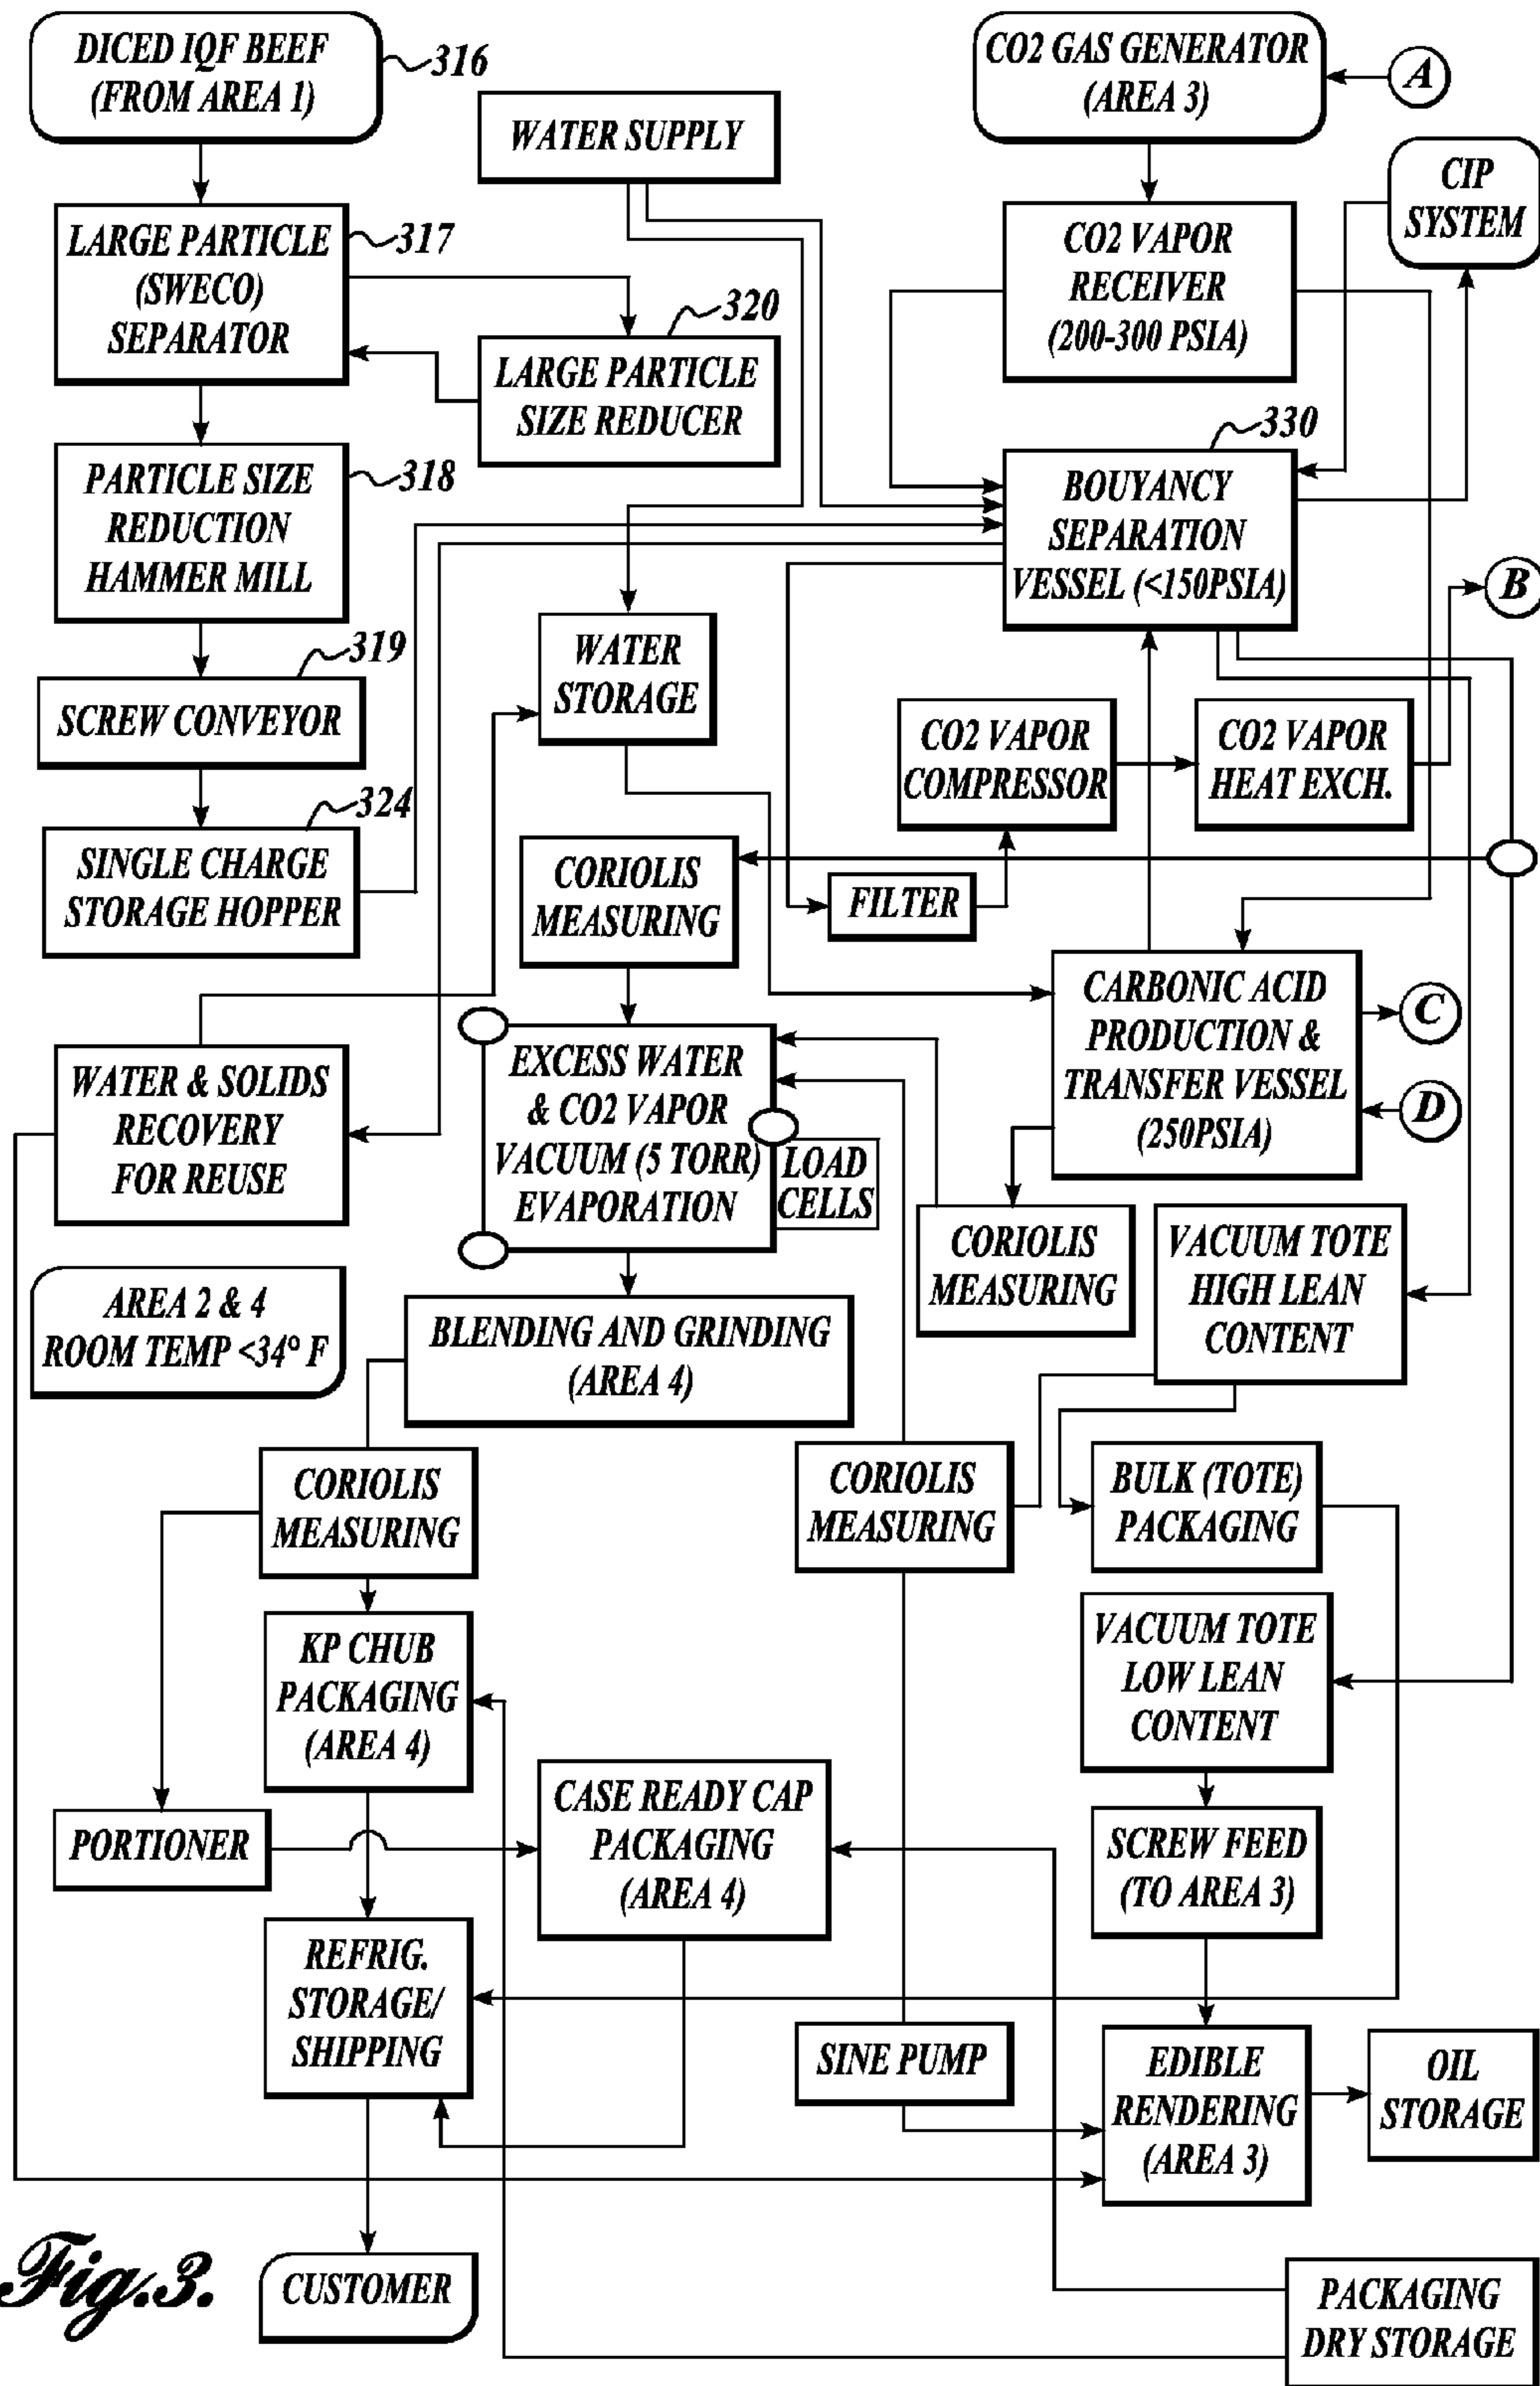 DICED IQF BEEF
(FROM AREA 1)
316
WATER SUPPLY
CO2 GAS GENERATOR
(AREA 3)
A
CIP
SYSTEM
LARGE PARTICLE
(SWECO)
SEPARATOR
317
CO2 VAPOR
RECEIVER
(200-300 PSIA)
320
LARGE PARTICLE
SIZE REDUCER
330
PARTICLE SIZE
REDUCTION
HAMMER MILL
318
BOUYANCY
SEPARATION
VESSEL (<150PSIA)
B
319
SCREW CONVEYOR
WATER
STORAGE
CO2 VAPOR
COMPRESSOR
CO2 VAPOR
HEAT EXCH.
324
SINGLE CHARGE
STORAGE HOPPER
CORIOLIS
MEASURING
FILTER
CARBONIC ACID
PRODUCTION &
TRANSFER VESSEL
(250PSIA)
C
D
WATER & SOLIDS
RECOVERY
FOR REUSE
EXCESS WATER
& CO2 VAPOR
VACUUM (5 TORR)
EVAPORATION
LOAD
CELLS
CORIOLIS
MEASURING
VACUUM TOTE
HIGH LEAN
CONTENT
AREA 2 & 4
ROOM TEMP <34° F
BLENDING AND GRINDING
(AREA 4)
CORIOLIS
MEASURING
CORIOLIS
MEASURING
BULK (TOTE)
PACKAGING
KP CHUB
PACKAGING
(AREA 4)
VACUUM TOTE
LOW LEAN
CONTENT
PORTIONER
CASE READY CAP
PACKAGING
(AREA 4)
SCREW FEED
(TO AREA 3)
REFRIG.
STORAGE/
SHIPPING
SINE PUMP
EDIBLE
RENDERING
(AREA 3)
OIL
STORAGE
Fig.3.
CUSTOMER
PACKAGING
DRY STORAGE